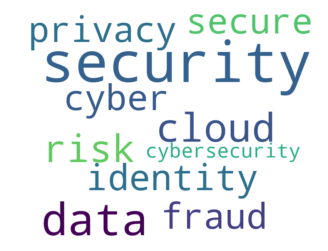 privacy secure
security
cyber
cloud
risk cybersecurity
identity
data fraud